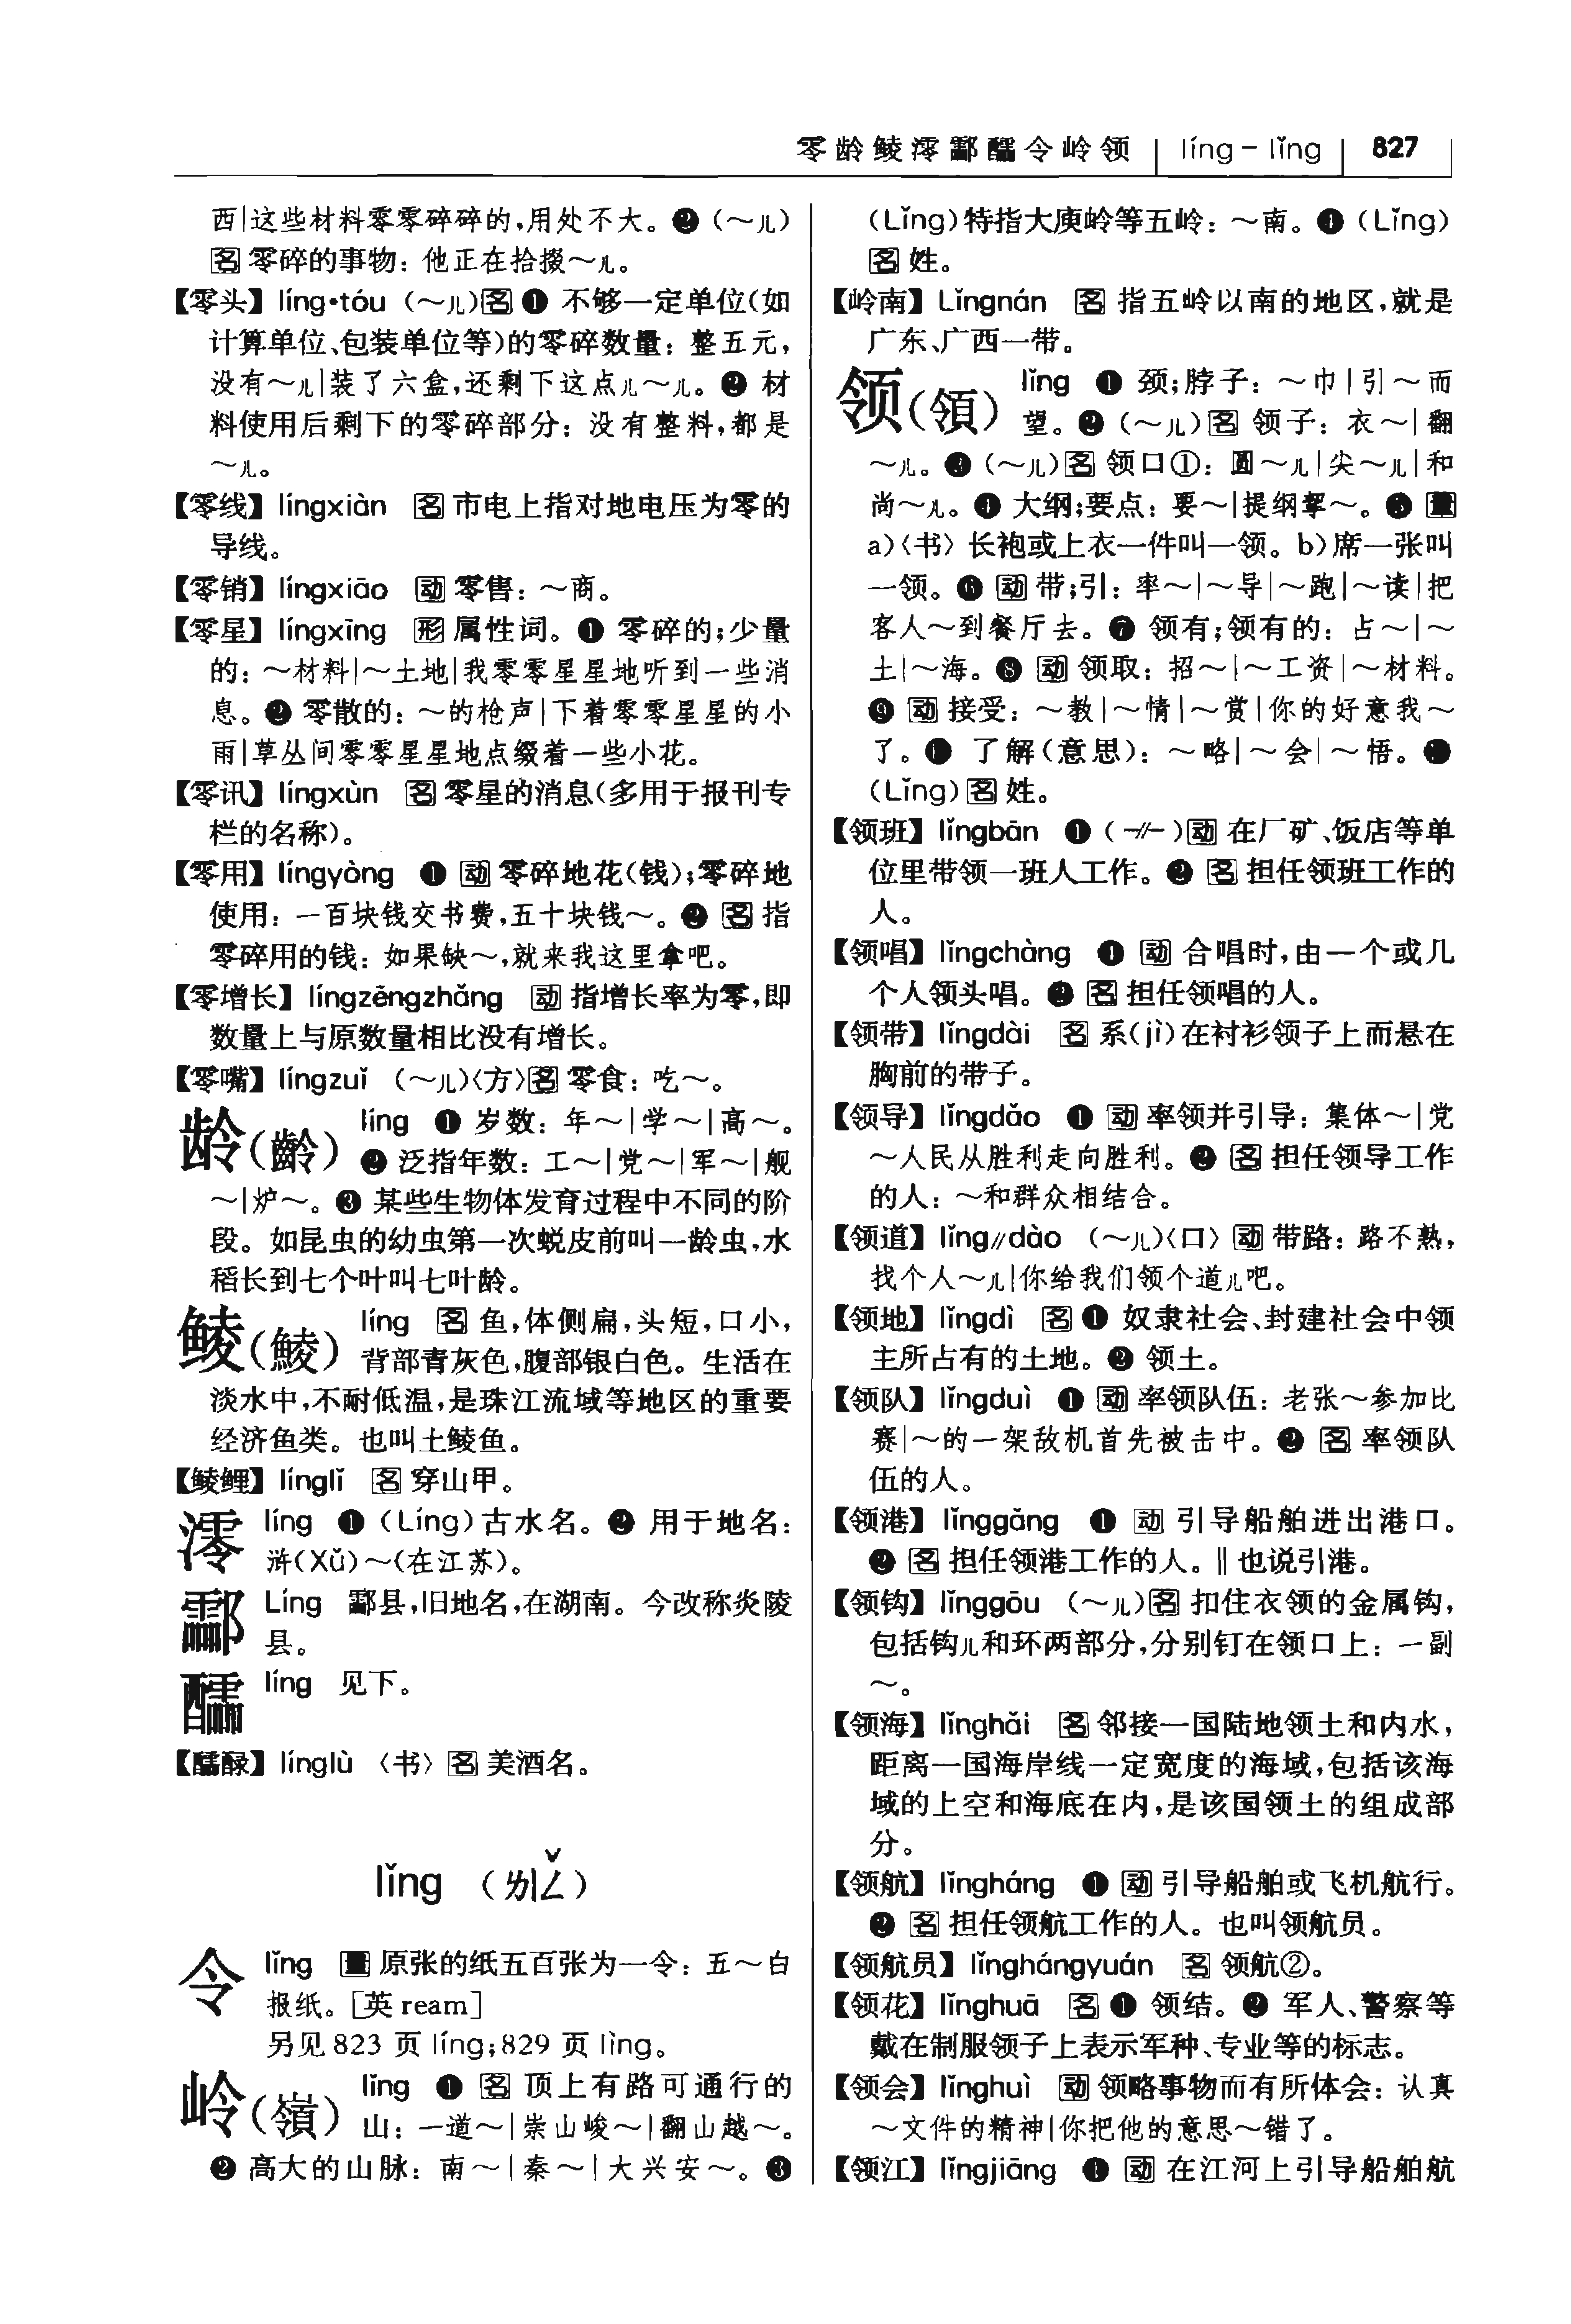 零龄鲮澪酃醽令岭领 líng－lǐng 827
西|这些材料零零碎碎的，用处不大。❷（～儿）
名 零碎的事物：他正在拾掇～儿。
【零头】líng•tóu （～儿）名 ❶ 不够一定单位（如
计算单位、包装单位等）的零碎数量：整五元，
没有～儿|装了六盒，还剩下这点儿～儿。❷ 材
料使用后剩下的零碎部分：没有整料，都是
～儿。
【零线】língxiàn 名 市电上指对地电压为零的
导线。
【零销】língxiāo 动 零售：～商。
【零星】língxīng 形 属性词。❶ 零碎的；少量
的：～材料|～土地|我零零星星地听到一些消
息。❷ 零散的：～的枪声|下着零零星星的小
雨|草丛间零零星星地点缀着一些小花。
【零讯】língxùn 名 零星的消息（多用于报刊专
栏的名称）。
【零用】língyòng ❶ 动 零碎地花（钱）；零碎地
使用：一百块钱交书费，五十块钱～。❷ 名 指
零碎用的钱：如果缺～，就来我这里拿吧。
【零增长】língzēngzhǎng 动 指增长率为零，即
数量上与原数量相比没有增长。
【零嘴】língzuǐ （～儿）〈方〉名 零食：吃～。
龄（齡） líng ❶ 岁数：年～|学～|高～。
❷ 泛指年数：工～|党～|军～|舰
～|炉～。❸ 某些生物体发育过程中不同的阶
段。如昆虫的幼虫第一次蜕皮前叫一龄虫，水
稻长到七个叶叫七叶龄。
鲮（鯪） líng 名 鱼，体侧扁，头短，口小，
背部青灰色，腹部银白色。生活在
淡水中，不耐低温，是珠江流域等地区的重要
经济鱼类。也叫土鲮鱼。
【鲮鲤】línglǐ 名 穿山甲。
澪 líng ❶（Líng）古水名。❷ 用于地名：
浒（Xǔ）～（在江苏）。
酃 Líng 酃县，旧地名，在湖南。今改称炎陵
县。
醽 líng 见下。
【醽醁】línglù 〈书〉名 美酒名。
lǐng （ㄌㄧㄥˇ）
令 lǐng 量 原张的纸五百张为一令：五～白
报纸。［英 ream］
另见 823 页 líng；829 页 lìng。
岭（嶺） lǐng ❶ 名 顶上有路可通行的
山：一道～|崇山峻～|翻山越～。
❷ 高大的山脉：南～|秦～|大兴安～。❸
（Lǐng）特指大庾岭等五岭：～南。❹（Lǐng）
名 姓。
【岭南】Lǐngnán 名 指五岭以南的地区，就是
广东、广西一带。
领（領） lǐng ❶ 颈；脖子：～巾|引～而
望。❷（～儿）名 领子：衣～|翻
～儿。❸（～儿）名 领口①：圆～儿|尖～儿|和
尚～儿。❹ 大纲；要点：要～|提纲挈～。❺ 量
a）〈书〉长袍或上衣一件叫一领。b）席一张叫
一领。❻ 动 带；引：率～|～导|～跑|～读|把
客人～到餐厅去。❼ 领有；领有的：占～|～
土|～海。❽ 动 领取：招～|～工资|～材料。
❾ 动 接受：～教|～情|～赏|你的好意我～
了。❿ 了解（意思）：～略|～会|～悟。⓫
（Lǐng）名 姓。
【领班】lǐngbān ❶（-//-）动 在厂矿、饭店等单
位里带领一班人工作。❷ 名 担任领班工作的
人。
【领唱】lǐngchàng ❶ 动 合唱时，由一个或几
个人领头唱。❷ 名 担任领唱的人。
【领带】lǐngdài 名 系（jì）在衬衫领子上而悬在
胸前的带子。
【领导】lǐngdǎo ❶ 动 率领并引导：集体～|党
～人民从胜利走向胜利。❷ 名 担任领导工作
的人：～和群众相结合。
【领道】lǐng//dào （～儿）〈口〉动 带路：路不熟，
找个人～儿|你给我们领个道儿吧。
【领地】lǐngdì 名 ❶ 奴隶社会、封建社会中领
主所占有的土地。❷ 领土。
【领队】lǐngduì ❶ 动 率领队伍：老张～参加比
赛|～的一架敌机首先被击中。❷ 名 率领队
伍的人。
【领港】lǐnggǎng ❶ 动 引导船舶进出港口。
❷ 名 担任领港工作的人。‖也说引港。
【领钩】lǐnggōu （～儿）名 扣住衣领的金属钩，
包括钩儿和环两部分，分别钉在领口上：一副
～。
【领海】lǐnghǎi 名 邻接一国陆地领土和内水，
距离一国海岸线一定宽度的海域，包括该海
域的上空和海底在内，是该国领土的组成部
分。
【领航】lǐngháng ❶ 动 引导船舶或飞机航行。
❷ 名 担任领航工作的人。也叫领航员。
【领航员】lǐnghángyuán 名 领航②。
【领花】lǐnghuā 名 ❶ 领结。❷ 军人、警察等
戴在制服领子上表示军种、专业等的标志。
【领会】lǐnghuì 动 领略事物而有所体会：认真
～文件的精神|你把他的意思～错了。
【领江】lǐngjiāng ❶ 动 在江河上引导船舶航